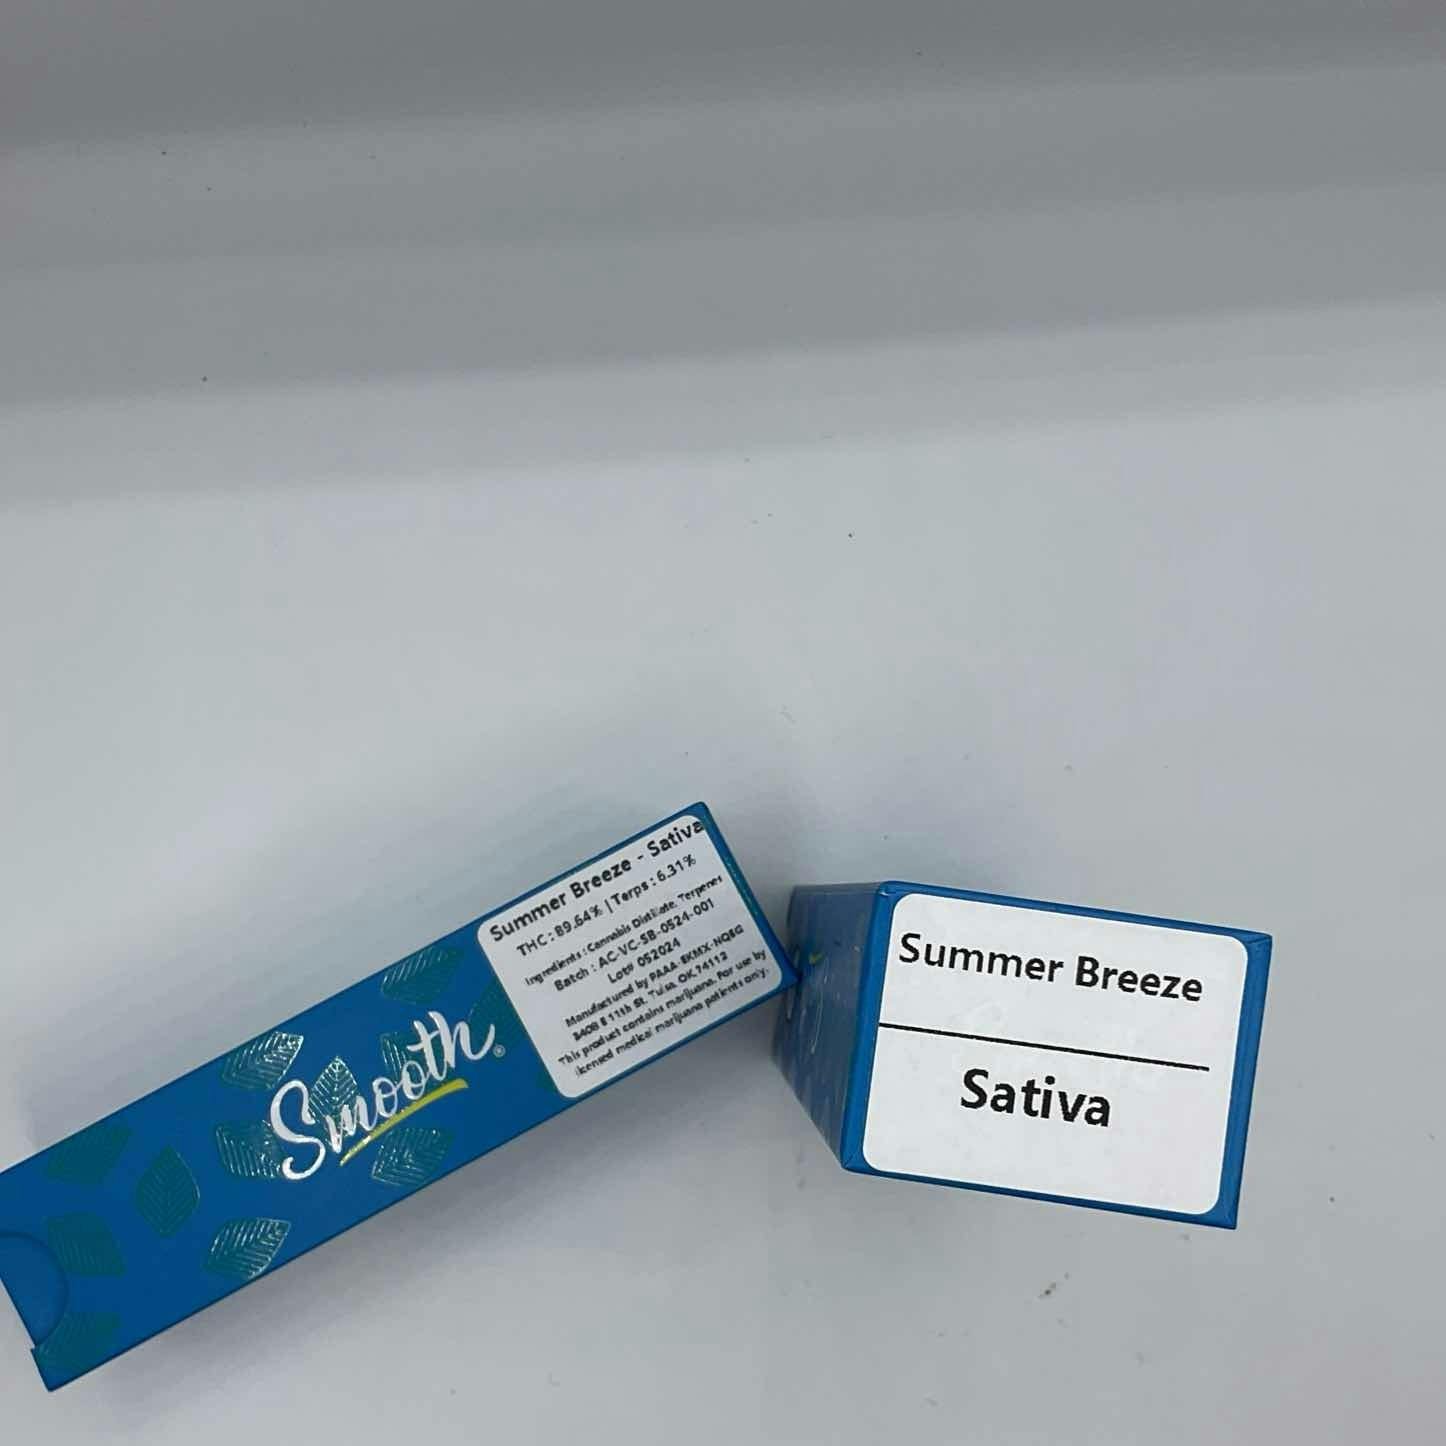 Smooth®
Summer Breeze - Sativa
THC : 89.64% | Terps : 6.31%
Ingredients : Cannabis Distillate, Terpenes
Batch : AC-VC-SB-0524-001
Lot# 052024
Manufactured by PAAA-EKMX-NQ8G
8408 E 11th St. Tulsa, OK,74112
This product contains marijuana. For use by
licensed medical marijuana patients only.
Summer Breeze
Sativa